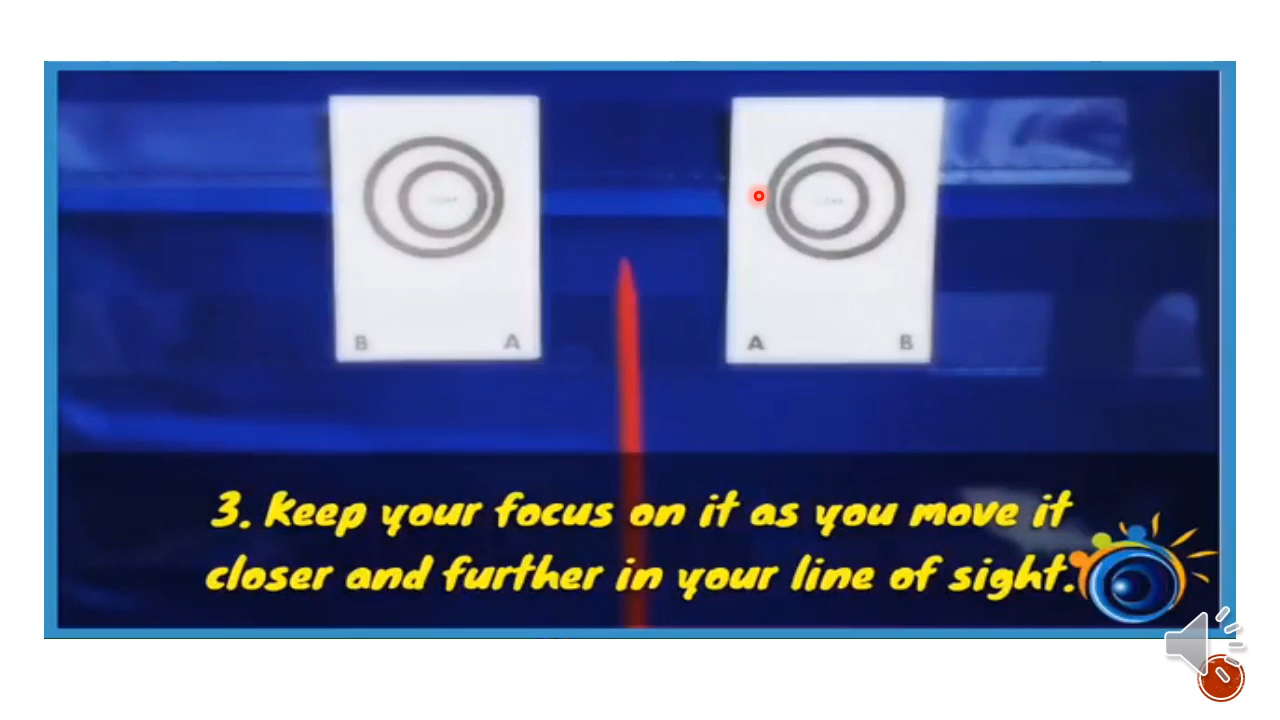 B A
A B
3. Keep your focus on it as you move it
closer and further in your line of sight.